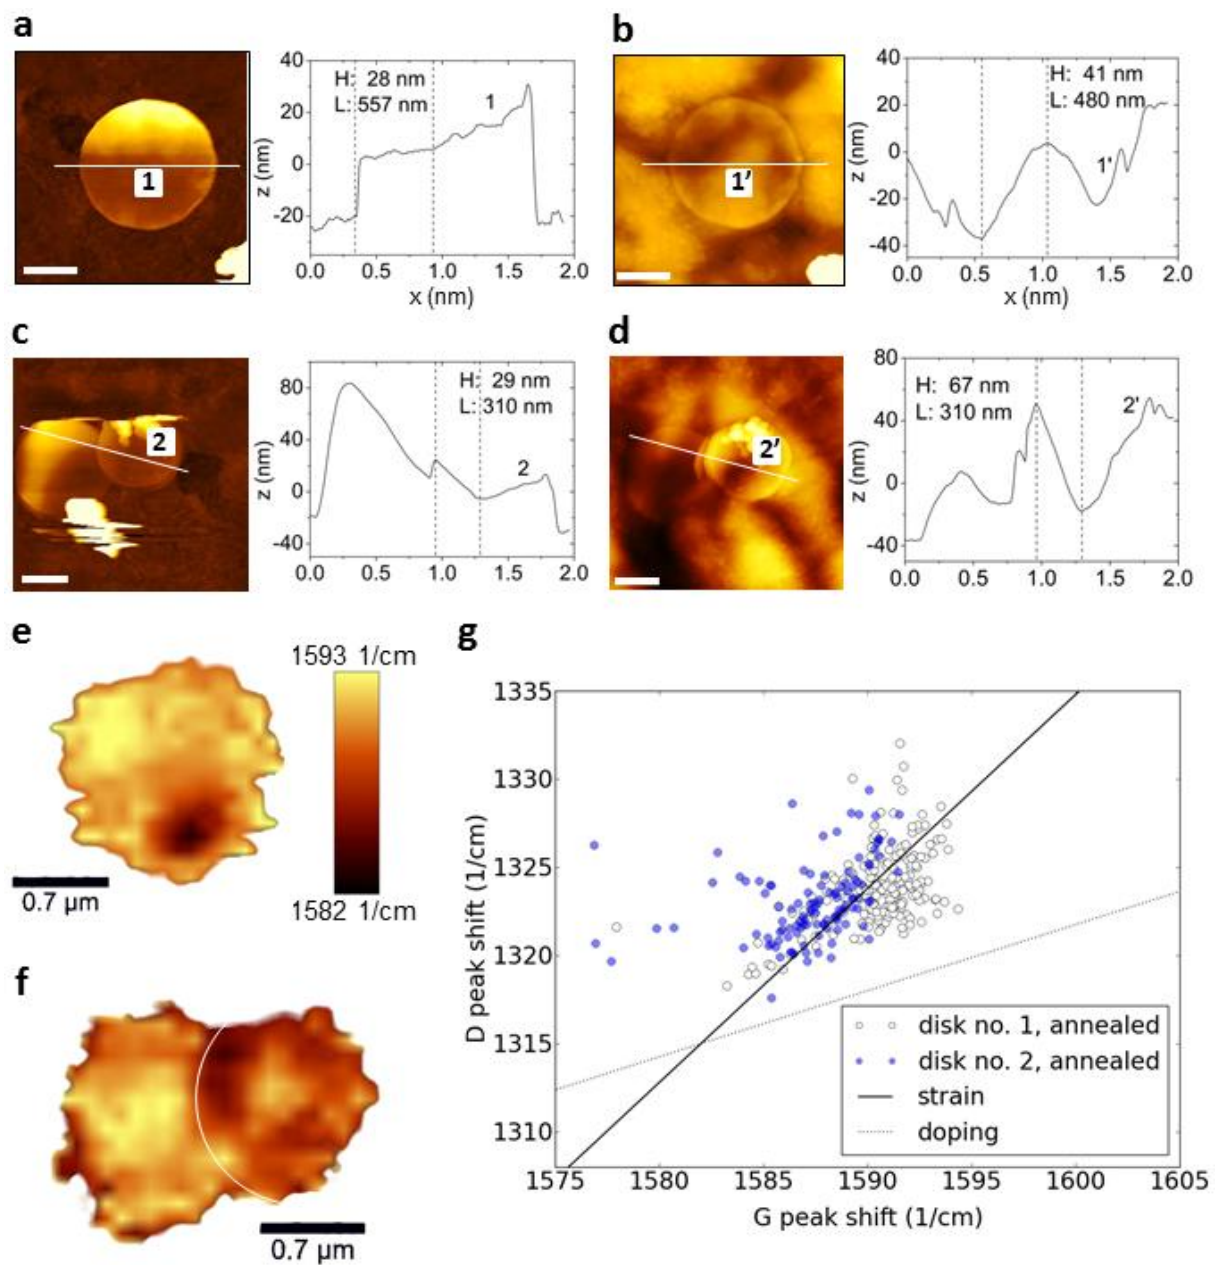 a
1
H: 28 nm
L: 557 nm
1
z (nm)
40
20
0
-20
0.0 0.5 1.0 1.5 2.0
x (nm)
b
1’
H: 41 nm
L: 480 nm
1'
z (nm)
40
20
0
-20
-40
0.0 0.5 1.0 1.5 2.0
x (nm)
c
2
H: 29 nm
L: 310 nm
2
z (nm)
80
40
0
-40
0.0 0.5 1.0 1.5 2.0
d
2’
H: 67 nm
L: 310 nm
2'
z (nm)
80
40
0
-40
0.0 0.5 1.0 1.5 2.0
e
1593 1/cm
1582 1/cm
0.7 µm
f
0.7 µm
g
D peak shift (1/cm)
1335
1330
1325
1320
1315
1310
1575 1580 1585 1590 1595 1600 1605
G peak shift (1/cm)
disk no. 1, annealed
disk no. 2, annealed
strain
doping